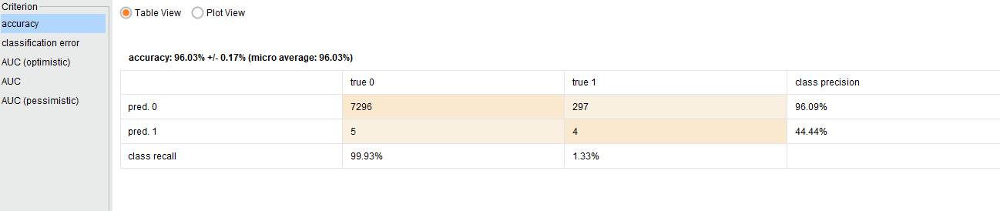 Criterion
accuracy
classification error
AUC (optimistic)
AUC
AUC (pessimistic)
Table View Plot View
accuracy: 96.03% +/- 0.17% (micro average: 96.03%)
true 0 true 1 class precision
pred. 0 7296 297 96.09%
pred. 1 5 4 44.44%
class recall 99.93% 1.33%